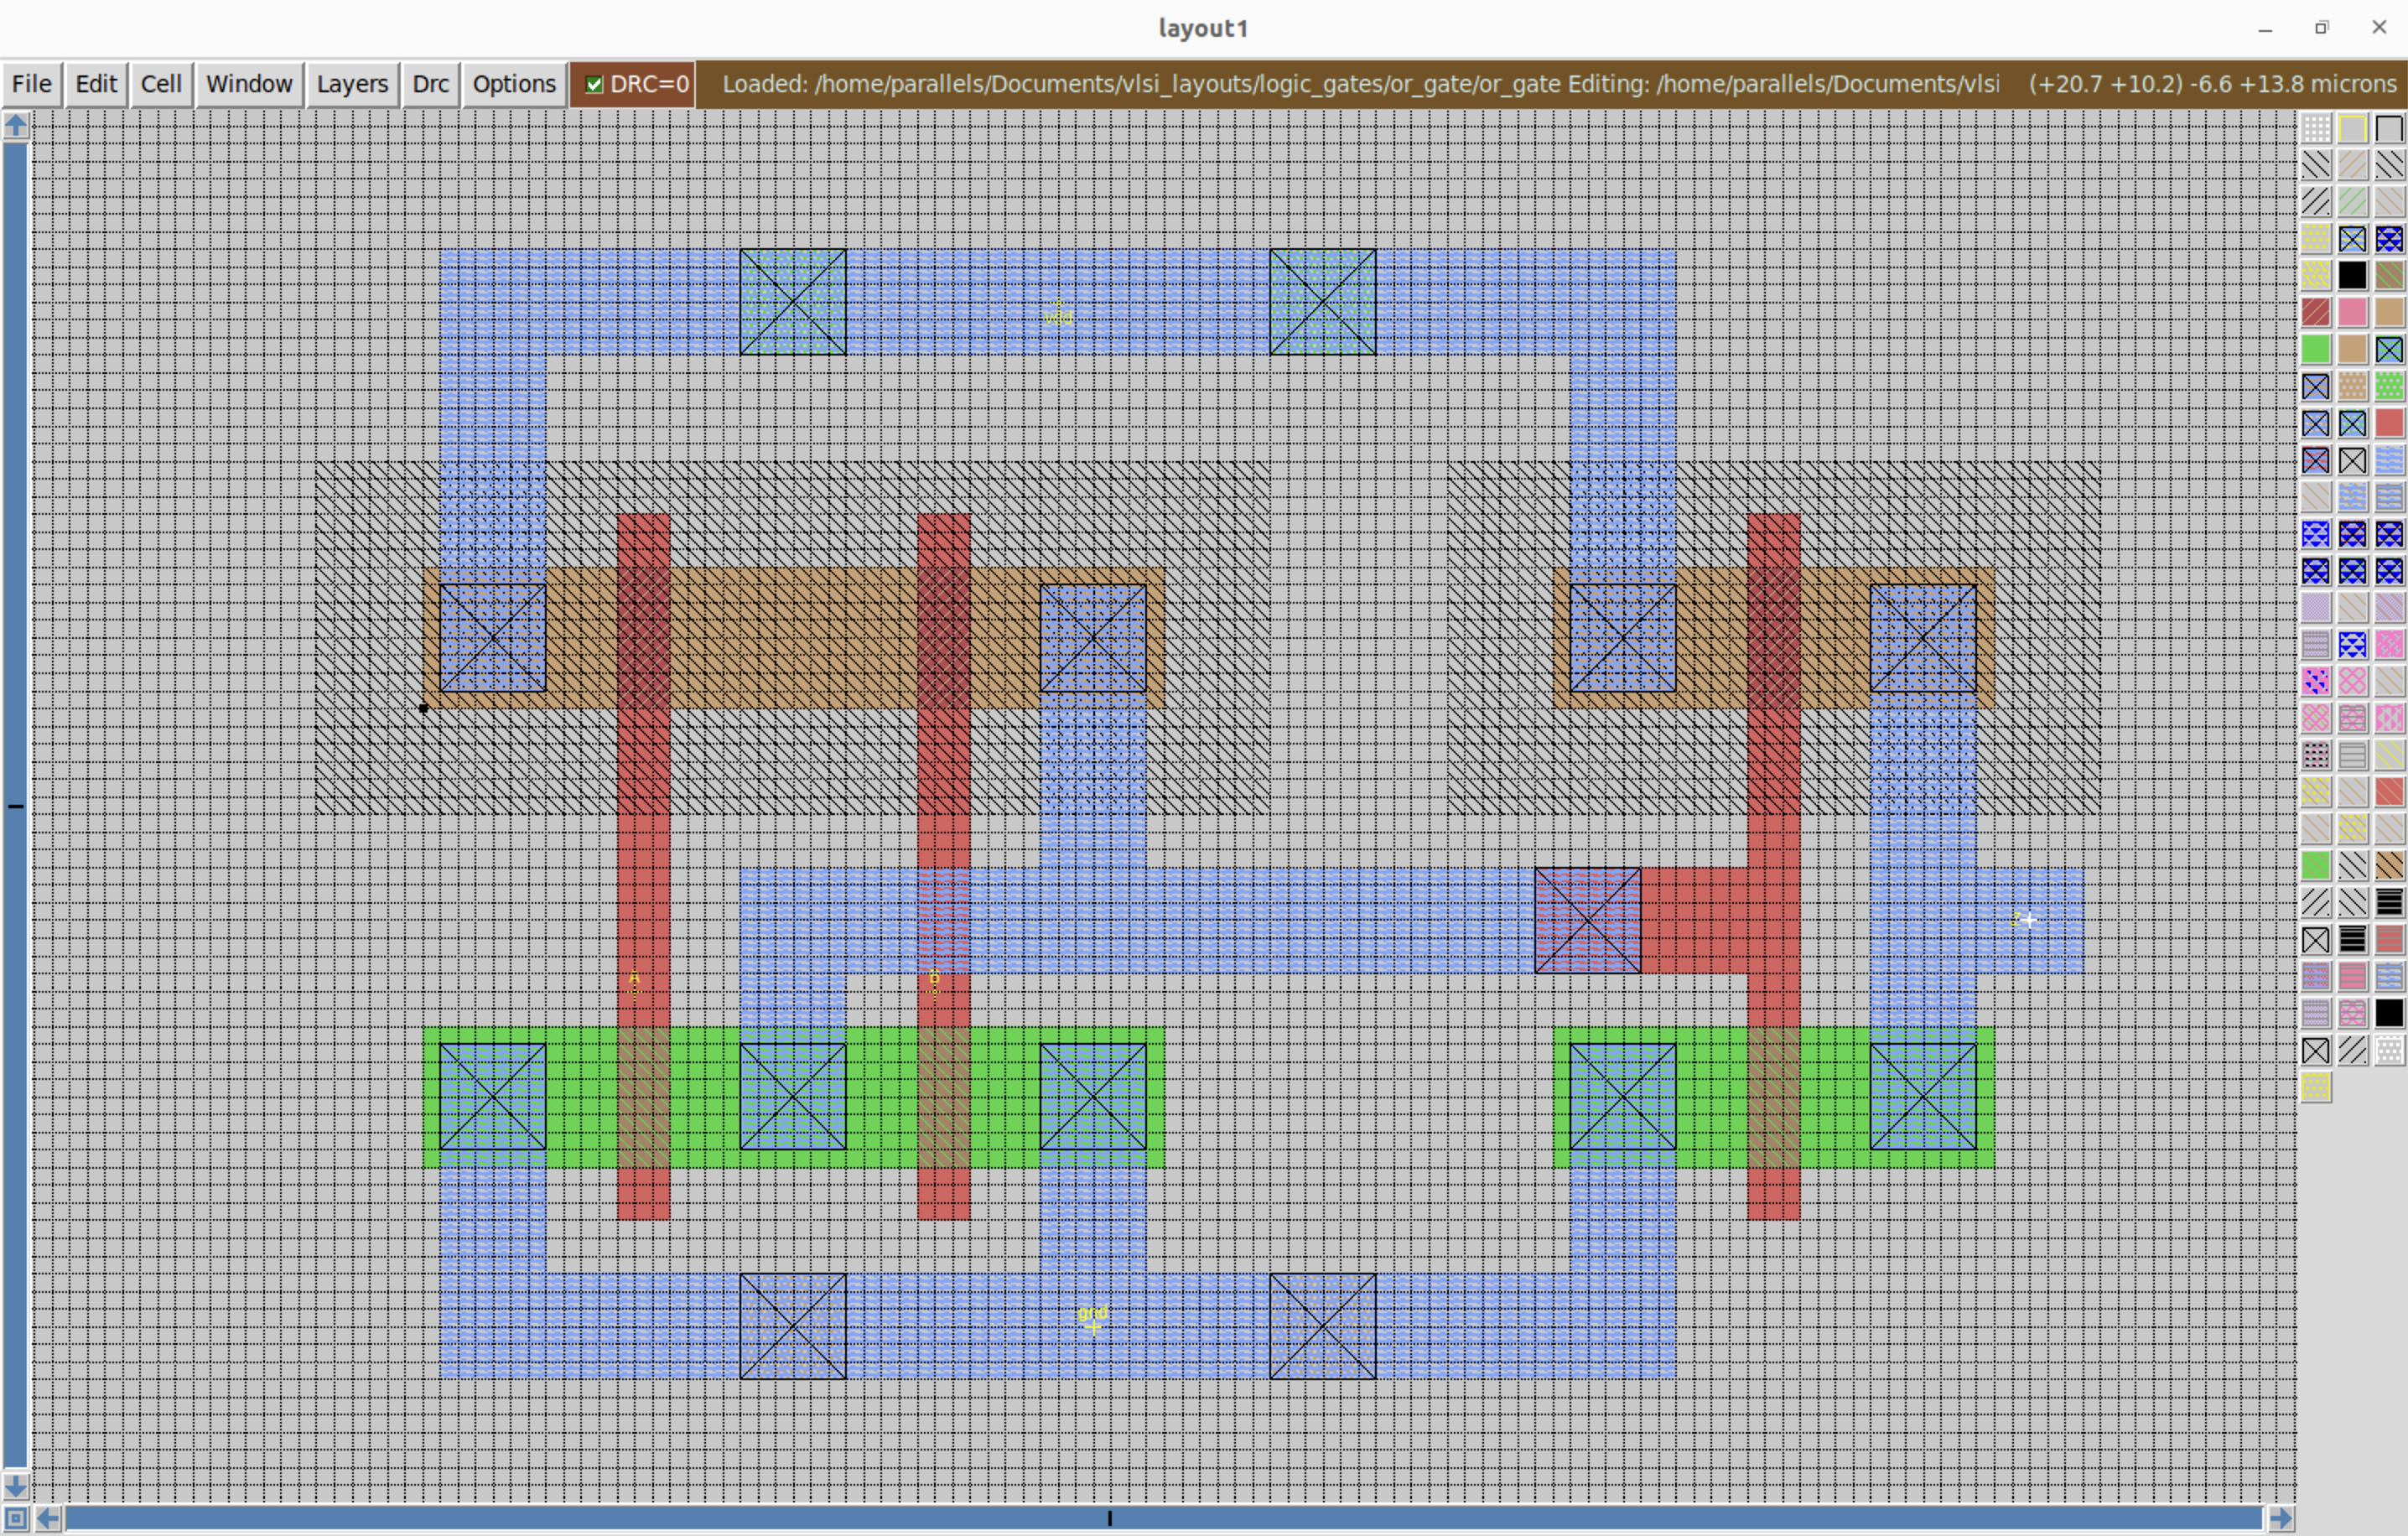 layout1
File Edit Cell Window Layers Drc Options DRC=0 Loaded: /home/parallels/Documents/vlsi_layouts/logic_gates/or_gate/or_gate Editing: /home/parallels/Documents/vlsi (+20.7 +10.2) -6.6 +13.8 microns
vdd
A B
Z
gnd